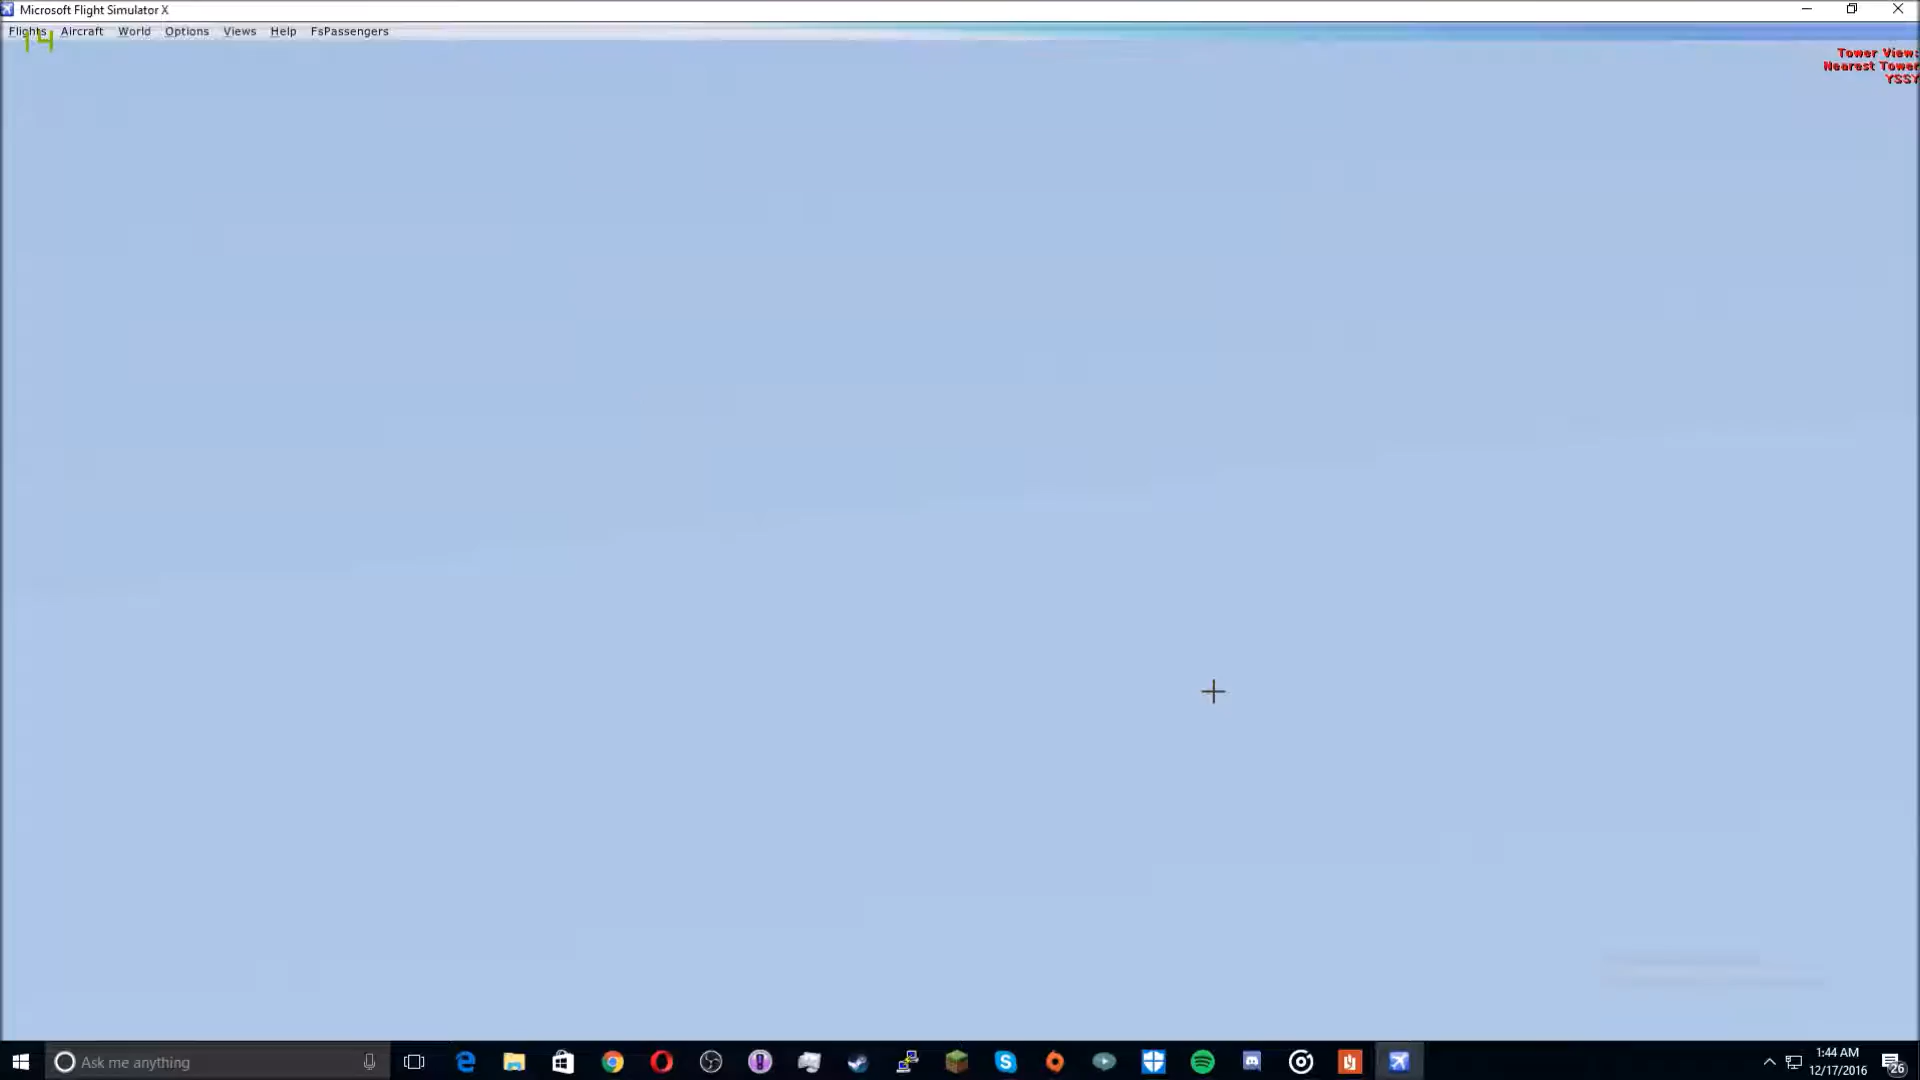 Microsoft Flight Simulator X
Flights Aircraft World Options Views Help FsPassengers
14
Tower View:
Nearest Tower
YSSY
Ask me anything
1:44 AM
12/17/2016
26